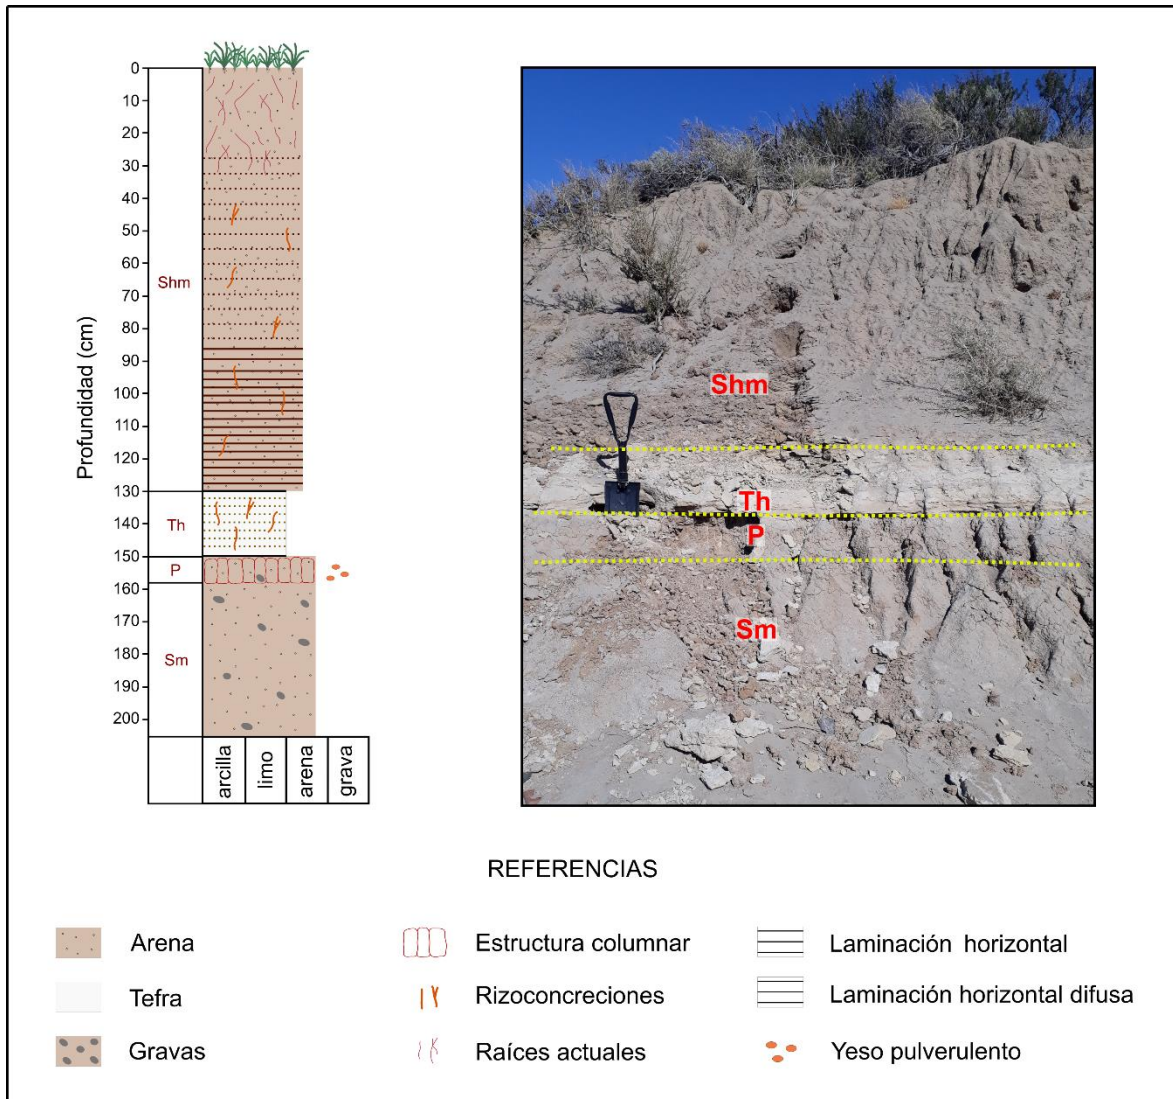 0
10
20
30
40
50
60
70
80
90
100
110
120
130
140
150
160
170
180
190
200
Profundidad (cm)
Shm
Th
P
Sm
arcilla
limo
arena
grava
Shm
Th
P
Sm
REFERENCIAS
Arena
Estructura columnar
Laminación horizontal
Tefra
Rizoconcreciones
Laminación horizontal difusa
Gravas
Raíces actuales
Yeso pulverulento